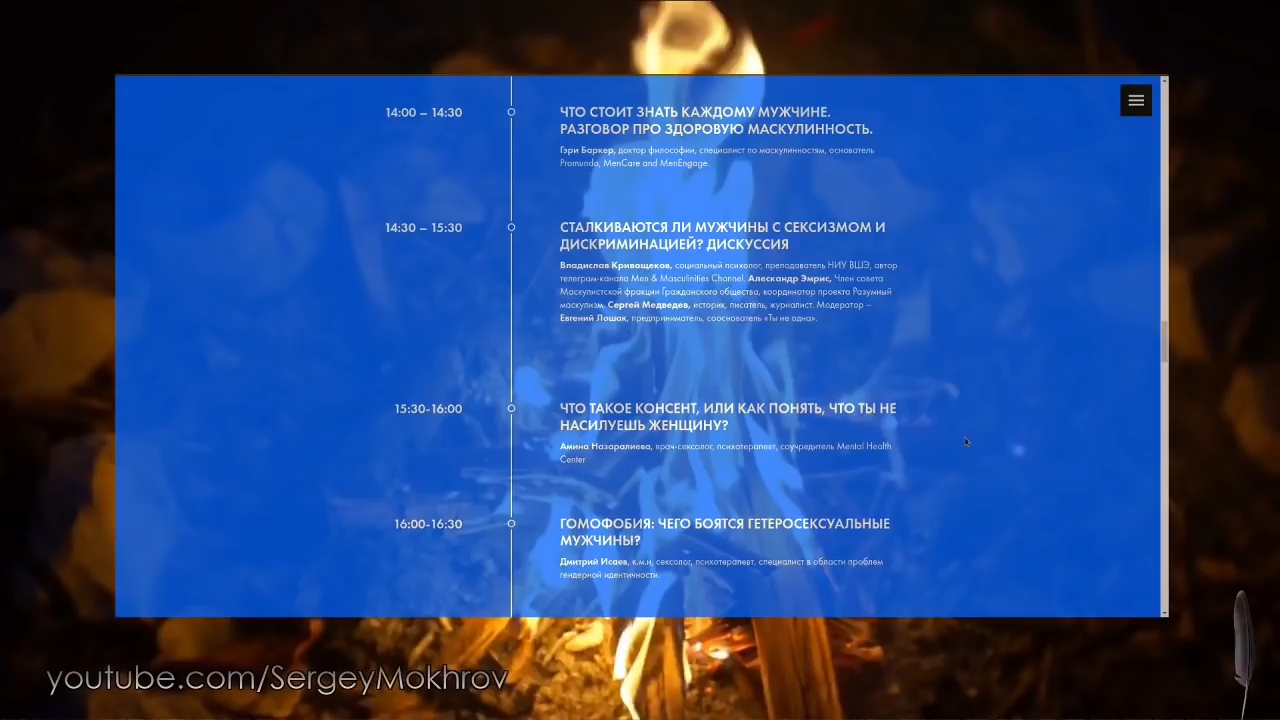 14:00 – 14:30
ЧТО СТОИТ ЗНАТЬ КАЖДОМУ МУЖЧИНЕ.
РАЗГОВОР ПРО ЗДОРОВУЮ МАСКУЛИННОСТЬ.
Гэри Баркер, доктор философии, специалист по маскулинностям, основатель
Promundo, MenCare and MenEngage.
14:30 – 15:30
СТАЛКИВАЮТСЯ ЛИ МУЖЧИНЫ С СЕКСИЗМОМ И
ДИСКРИМИНАЦИЕЙ? ДИСКУССИЯ
Владислав Кривощеков, социальный психолог, преподаватель НИУ ВШЭ, автор
телеграм-канала Men & Masculinities Channel. Алескандр Эмрис, Член совета
Маскулистской фракции Гражданского общества, координатор проекта Разумный
маскулизм. Сергей Медведев, историк, писатель, журналист. Модератор –
Евгений Лошак, предприниматель, сооснователь «Ты не одна».
15:30-16:00
ЧТО ТАКОЕ КОНСЕНТ, ИЛИ КАК ПОНЯТЬ, ЧТО ТЫ НЕ
НАСИЛУЕШЬ ЖЕНЩИНУ?
Амина Назаралиева, врач-сексолог, психотерапевт, соучредитель Mental Health
Center
16:00-16:30
ГОМОФОБИЯ: ЧЕГО БОЯТСЯ ГЕТЕРОСЕКСУАЛЬНЫЕ
МУЖЧИНЫ?
Дмитрий Исаев, к.м.н, сексолог, психотерапевт, специалист в области проблем
гендерной идентичности.
youtube.com/SergeyMokhrov